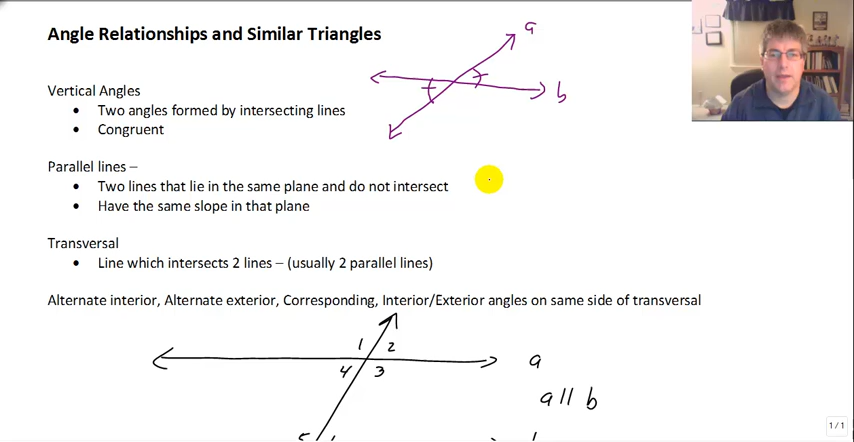 Angle Relationships and Similar Triangles
a
b
Vertical Angles
• Two angles formed by intersecting lines
• Congruent
Parallel lines –
• Two lines that lie in the same plane and do not intersect
• Have the same slope in that plane
Transversal
• Line which intersects 2 lines – (usually 2 parallel lines)
Alternate interior, Alternate exterior, Corresponding, Interior/Exterior angles on same side of transversal
1 2
4 3
a
a || b
1 / 1